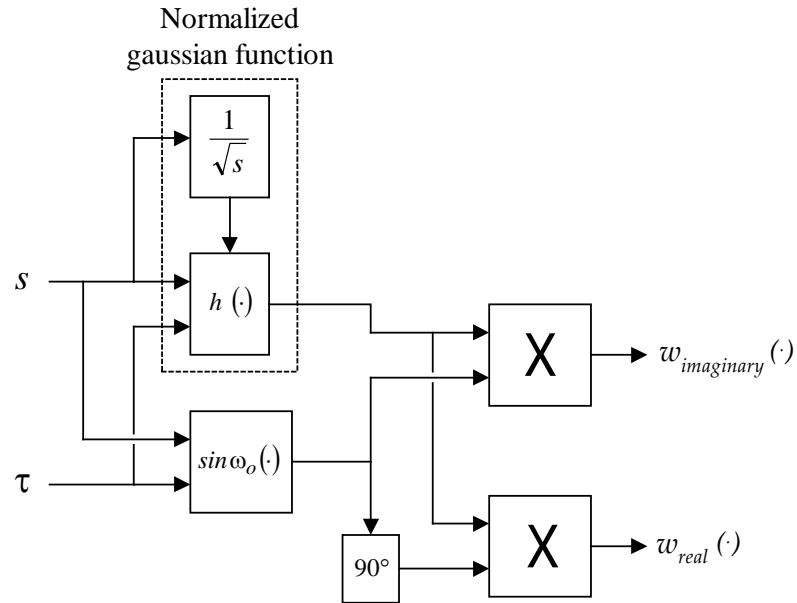 Normalized
gaussian function
1
√s
s
h (·)
X
w_imaginary (·)
τ
sinω_o(·)
90°
X
w_real (·)